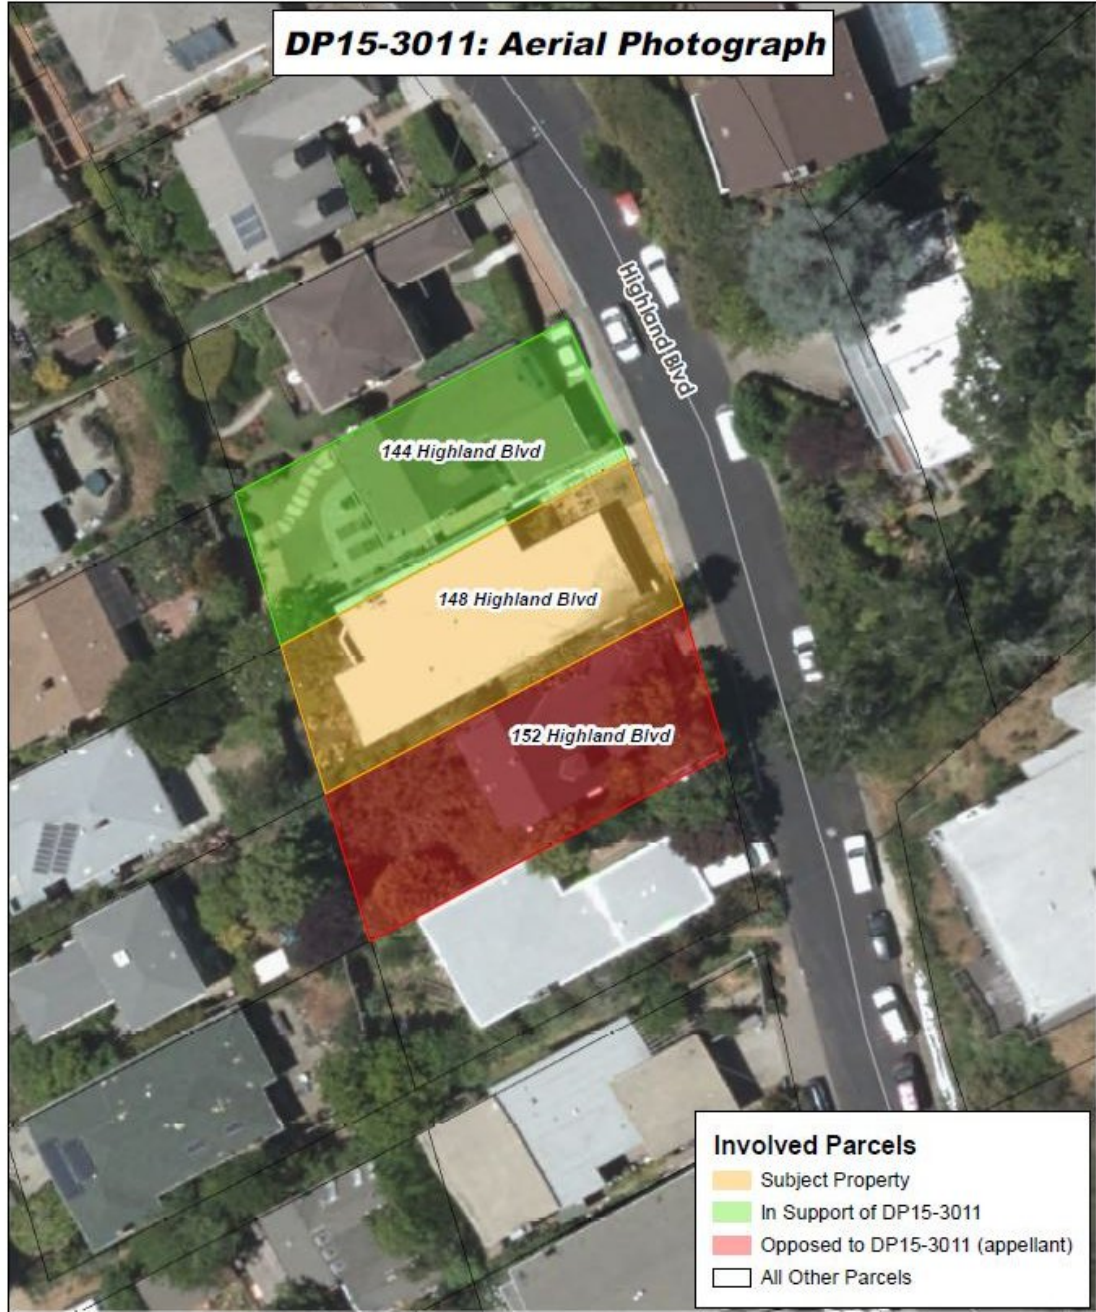 DP15-3011: Aerial Photograph
Highland Blvd
144 Highland Blvd
148 Highland Blvd
152 Highland Blvd
Involved Parcels
Subject Property
In Support of DP15-3011
Opposed to DP15-3011 (appellant)
All Other Parcels